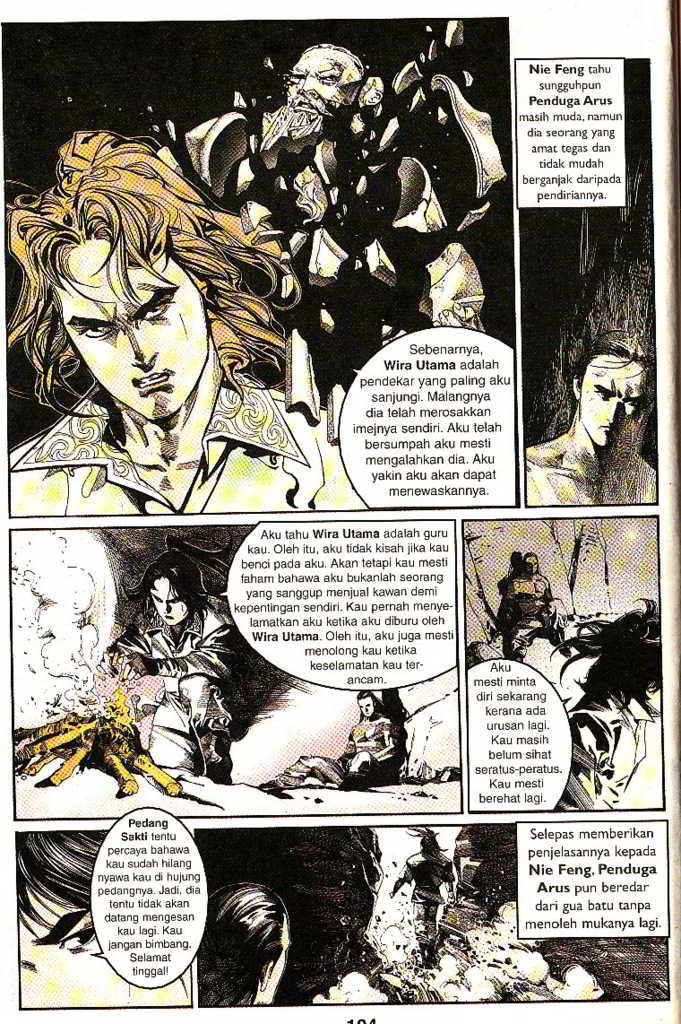 Nie Feng tahu
sungguhpun
Penduga Arus
masih muda, namun
dia seorang yang
amat tegas dan
tidak mudah
berganjak daripada
pendiriannya.
Sebenarnya,
Wira Utama adalah
pendekar yang paling aku
sanjungi. Malangnya
dia telah merosakkan
imejnya sendiri. Aku telah
bersumpah aku mesti
mengalahkan dia. Aku
yakin aku akan dapat
menewaskannya.
Aku tahu Wira Utama adalah guru
kau. Oleh itu, aku tidak kisah jika kau
benci pada aku. Akan tetapi kau mesti
faham bahawa aku bukanlah seorang
yang sanggup menjual kawan demi
kepentingan sendiri. Kau pernah menye-
lamatkan aku ketika aku diburu oleh
Wira Utama. Oleh itu, aku juga mesti
menolong kau ketika
keselamatan kau ter-
ancam.
Aku
mesti minta
diri sekarang
kerana ada
urusan lagi.
Kau masih
belum sihat
seratus-peratus.
Kau mesti
berehat lagi.
Pedang
Sakti tentu
percaya bahawa
kau sudah hilang
nyawa kau di hujung
pedangnya. Jadi, dia
tentu tidak akan
datang mengesan
kau lagi. Kau
jangan bimbang.
Selamat
tinggal!
Selepas memberikan
penjelasannya kepada
Nie Feng, Penduga
Arus pun beredar
dari gua batu tanpa
menoleh mukanya lagi.